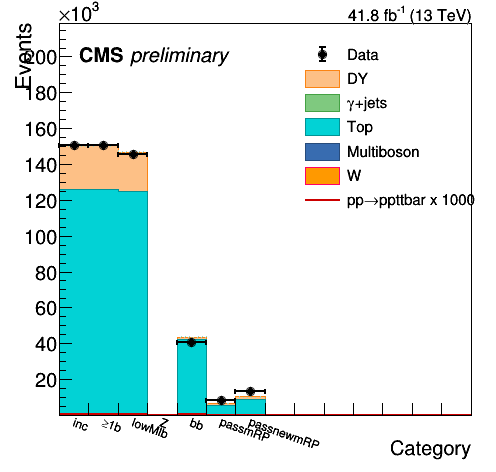 ×10³
41.8 fb⁻¹ (13 TeV)
Events
CMS preliminary
Data
DY
γ+jets
Top
Multiboson
W
pp→ppttbar x 1000
200
180
160
140
120
100
80
60
40
20
inc
≥1b
lowMlb
Z
bb
passmRP
passnewmRP
Category